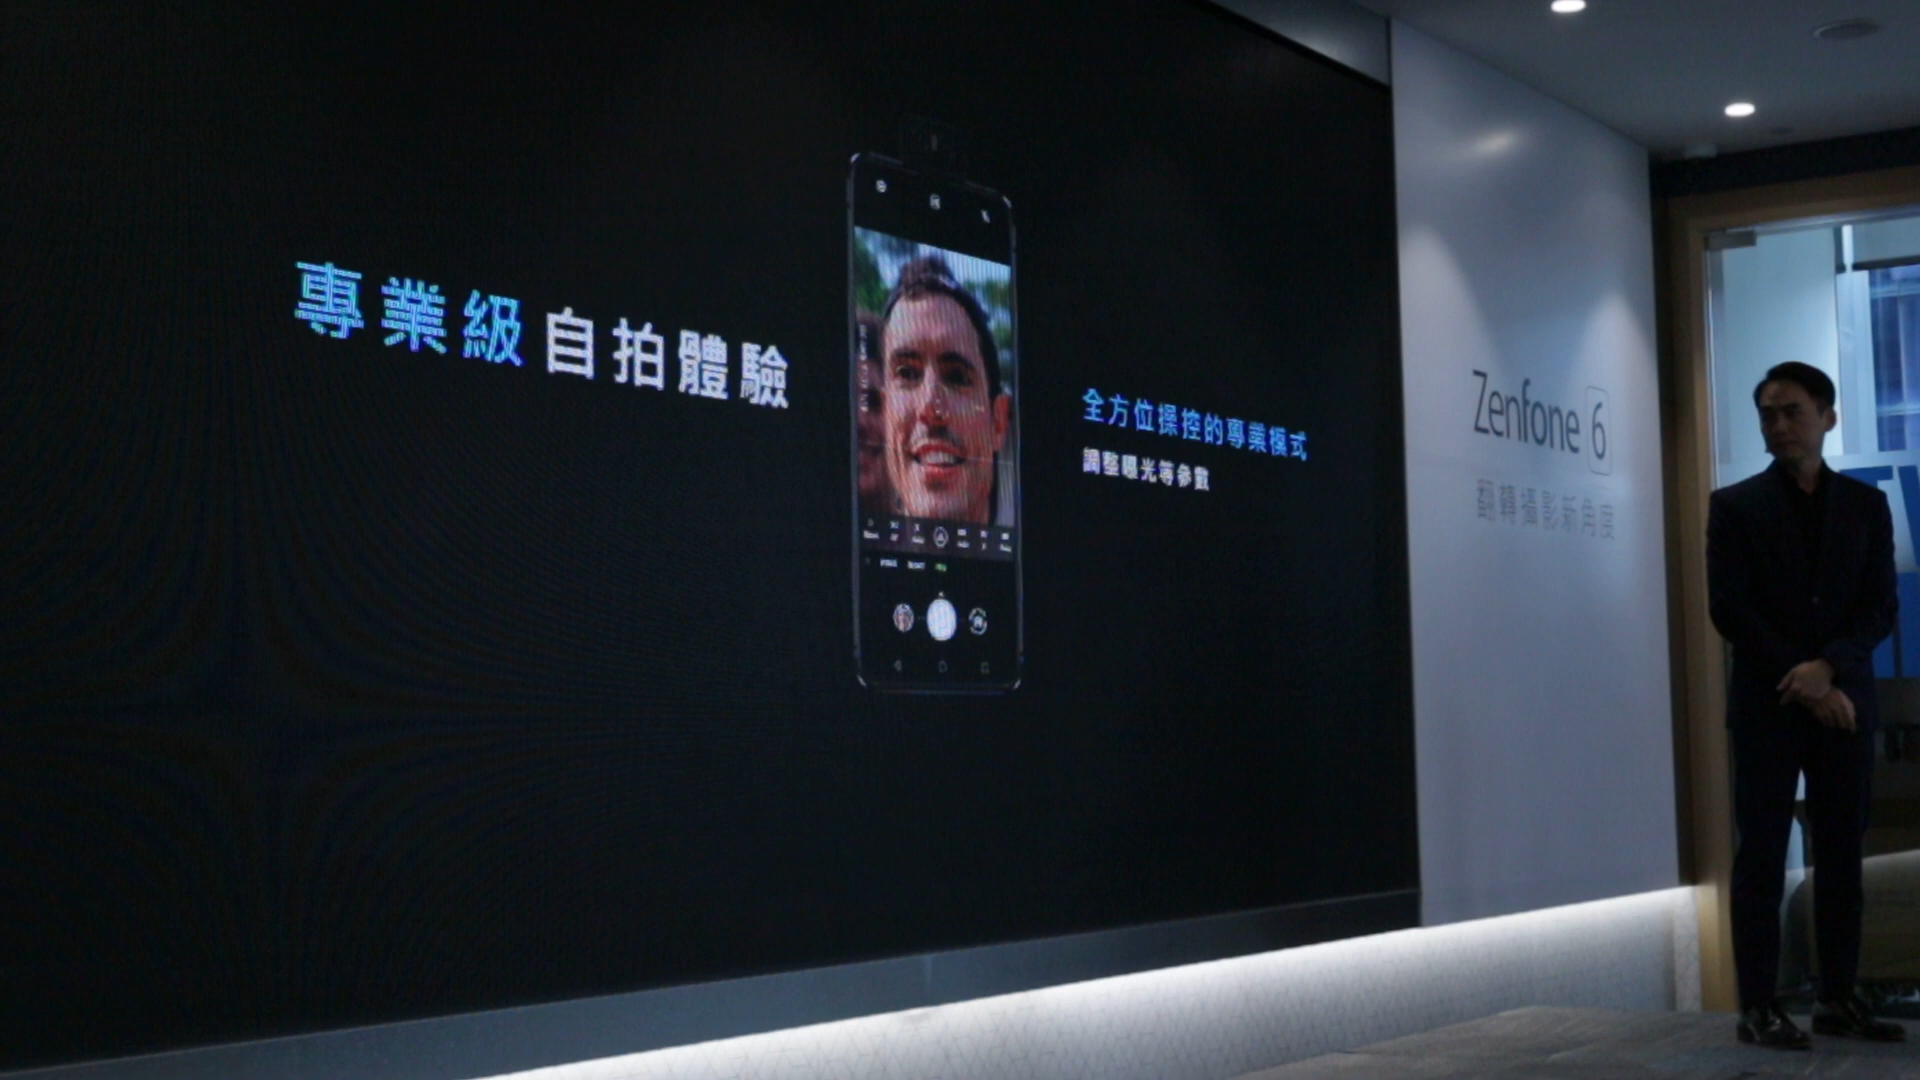 專業級自拍體驗
全方位操控的專業模式
調整曝光等參數
Zenfone 6
翻轉攝影新角度